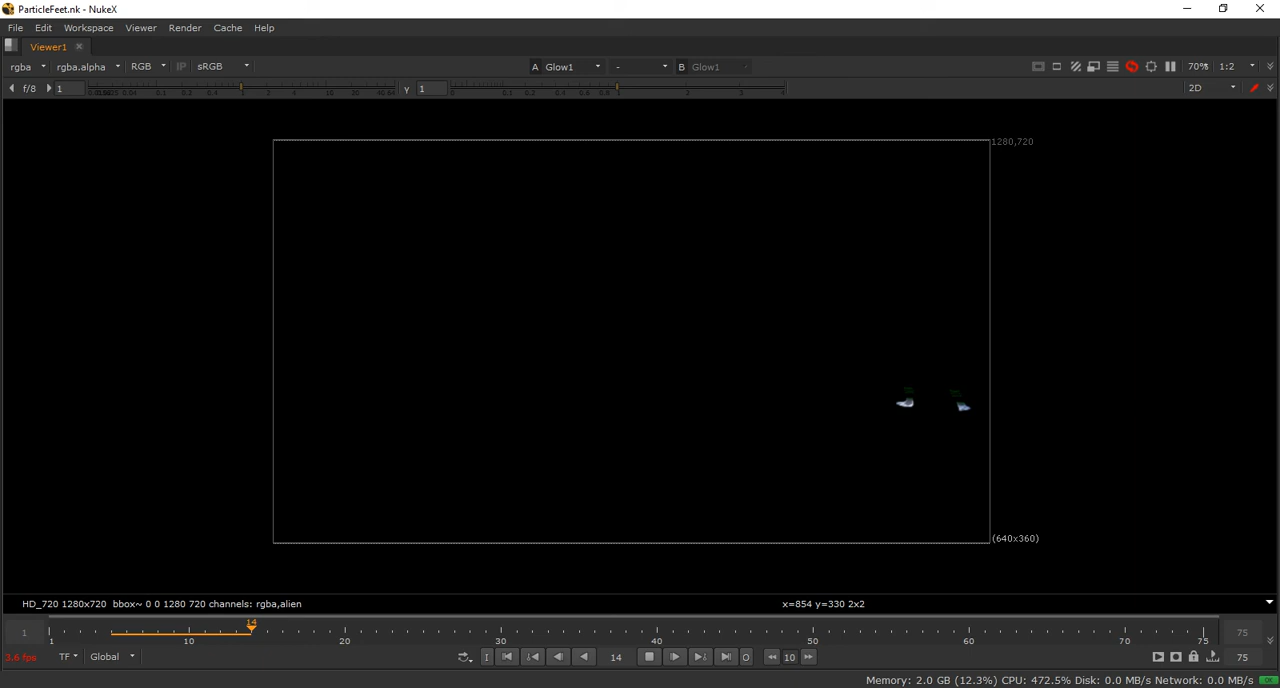 ParticleFeet.nk - NukeX
File Edit Workspace Viewer Render Cache Help
Viewer1
rgba rgba.alpha RGB IP sRGB A Glow1 - B Glow1 70% 1:2
f/8 1 Y 1 2D
1280,720
(640x360)
HD_720 1280x720 bbox~ 0 0 1280 720 channels: rgba,alien x=854 y=330 2x2
14
1 75
1 10 20 30 40 50 60 70 75
3.6 fps TF Global I 14 O 10 75
Memory: 2.0 GB (12.3%) CPU: 472.5% Disk: 0.0 MB/s Network: 0.0 MB/s